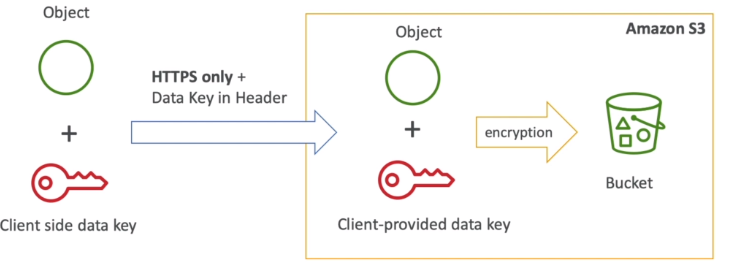 Object
+
Client side data key
HTTPS only +
Data Key in Header
Amazon S3
Object
+
Client-provided data key
encryption
Bucket